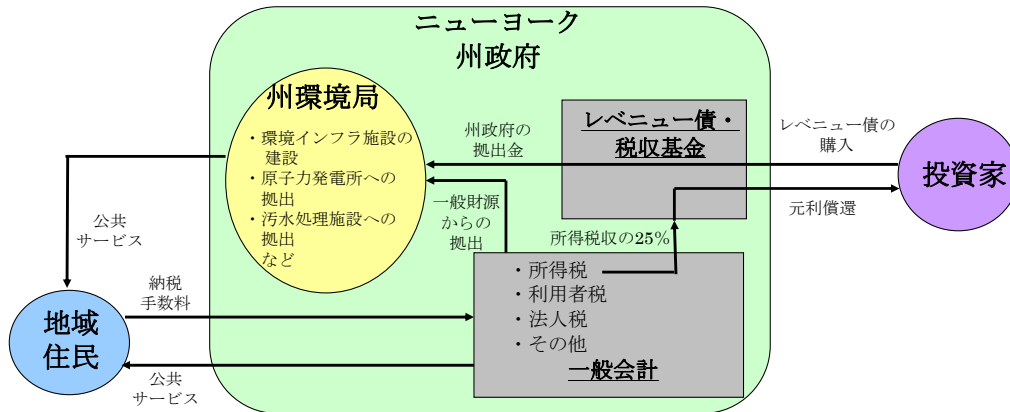 ニューヨーク
州政府
州環境局
・環境インフラ施設の
建設
・原子力発電所への
拠出
・汚水処理施設への
拠出
など
州政府の
拠出金
レベニュー債・
税収基金
レベニュー債の
購入
投資家
元利償還
一般財源
からの
拠出
所得税収の25%
公共
サービス
納税
手数料
地域
住民
公共
サービス
・所得税
・利用者税
・法人税
・その他
一般会計